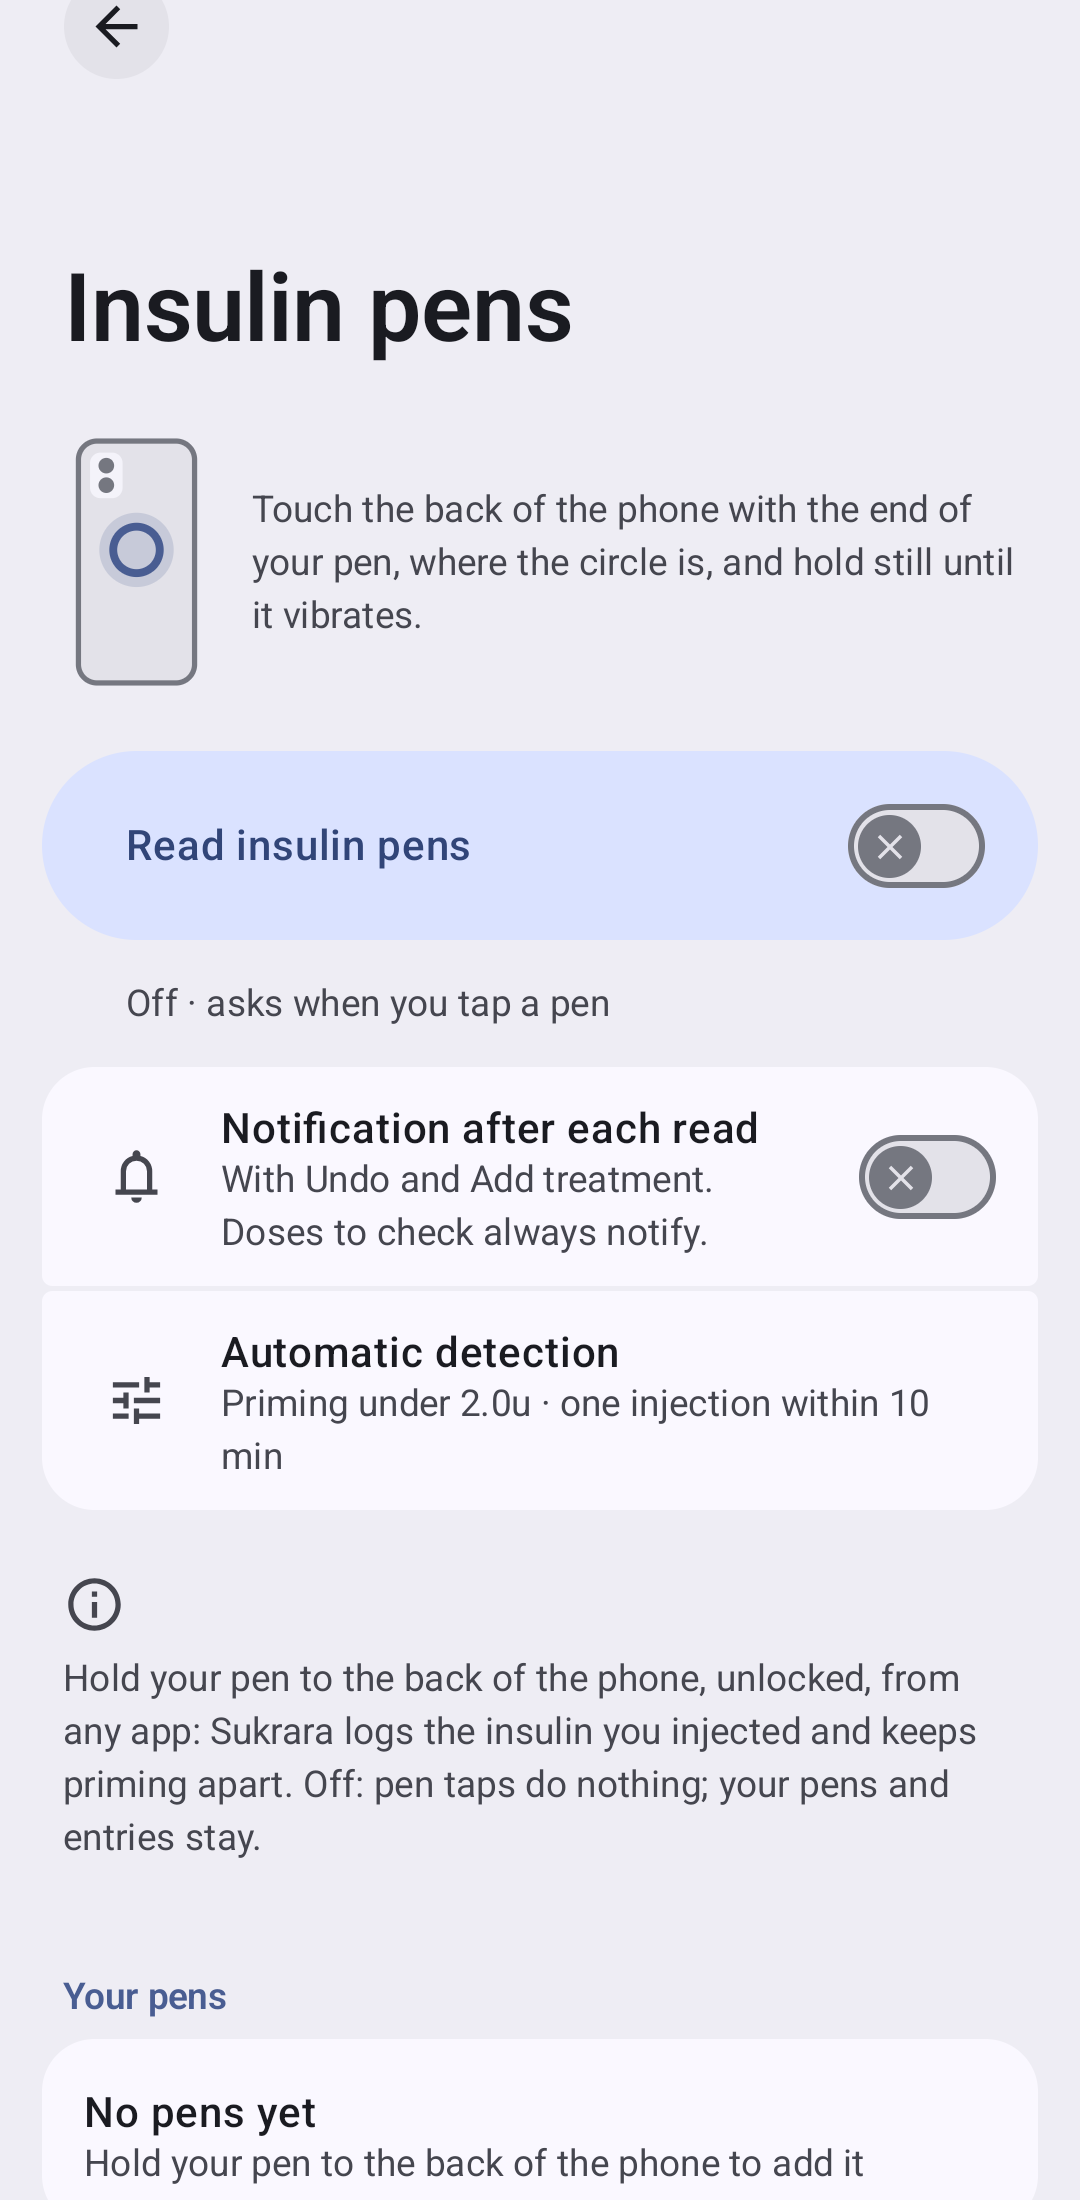 Insulin pens
Touch the back of the phone with the end of
your pen, where the circle is, and hold still until
it vibrates.
Read insulin pens
Off · asks when you tap a pen
Notification after each read
With Undo and Add treatment.
Doses to check always notify.
Automatic detection
Priming under 2.0u · one injection within 10
min
Hold your pen to the back of the phone, unlocked, from
any app: Sukrara logs the insulin you injected and keeps
priming apart. Off: pen taps do nothing; your pens and
entries stay.
Your pens
No pens yet
Hold your pen to the back of the phone to add it